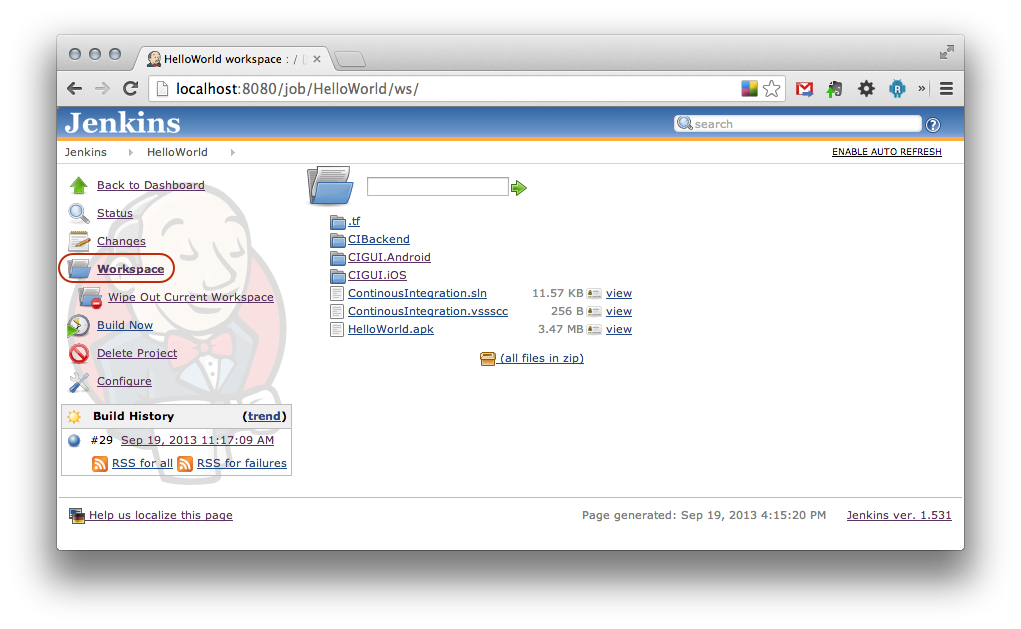 HelloWorld workspace : / [
localhost:8080/job/HelloWorld/ws/
Jenkins
search
Jenkins HelloWorld ENABLE AUTO REFRESH
Back to Dashboard
Status
Changes
Workspace
Wipe Out Current Workspace
Build Now
Delete Project
Configure
Build History (trend)
#29 Sep 19, 2013 11:17:09 AM
RSS for all RSS for failures
.tf
CIBackend
CIGUI.Android
CIGUI.iOS
ContinousIntegration.sln 11.57 KB view
ContinousIntegration.vssscc 256 B view
HelloWorld.apk 3.47 MB view
(all files in zip)
Help us localize this page Page generated: Sep 19, 2013 4:15:20 PM Jenkins ver. 1.531